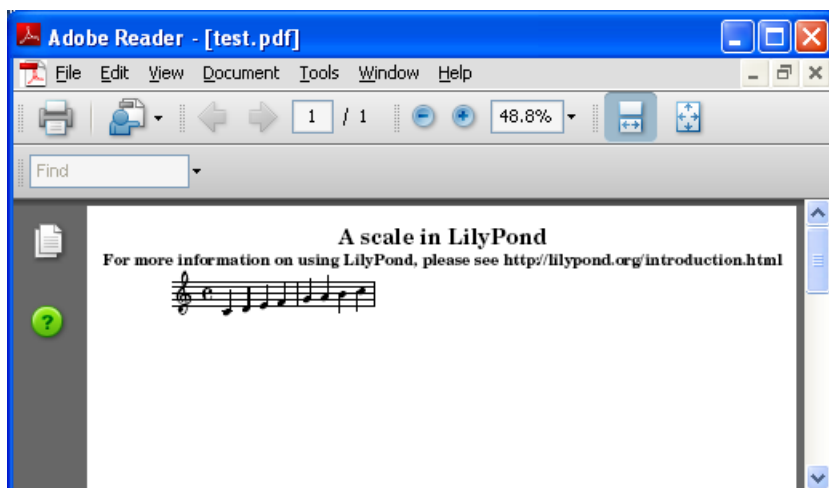 Adobe Reader - [test.pdf]
File Edit View Document Tools Window Help
1 / 1 48.8%
Find
A scale in LilyPond
For more information on using LilyPond, please see http://lilypond.org/introduction.html